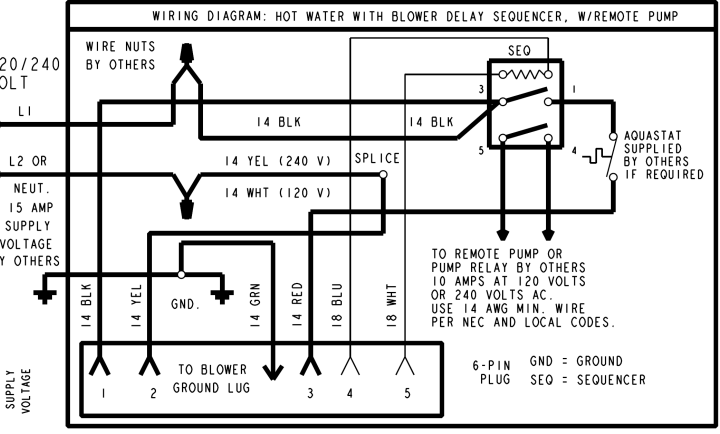 WIRING DIAGRAM: HOT WATER WITH BLOWER DELAY SEQUENCER, W/REMOTE PUMP
WIRE NUTS
BY OTHERS
SEQ
20/240
OLT
3
1
L1
14 BLK
14 BLK
5
4
AQUASTAT
SUPPLIED
BY OTHERS
IF REQUIRED
L2 OR
NEUT.
15 AMP
SUPPLY
VOLTAGE
Y OTHERS
14 YEL (240 V)
14 WHT (120 V)
SPLICE
TO REMOTE PUMP OR
PUMP RELAY BY OTHERS
10 AMPS AT 120 VOLTS
OR 240 VOLTS AC.
USE 14 AWG MIN. WIRE
PER NEC AND LOCAL CODES.
14 BLK
14 YEL
GND.
14 GRN
14 RED
18 BLU
18 WHT
TO BLOWER
GROUND LUG
1
2
3
4
5
6-PIN
PLUG
GND = GROUND
SEQ = SEQUENCER
SUPPLY
VOLTAGE